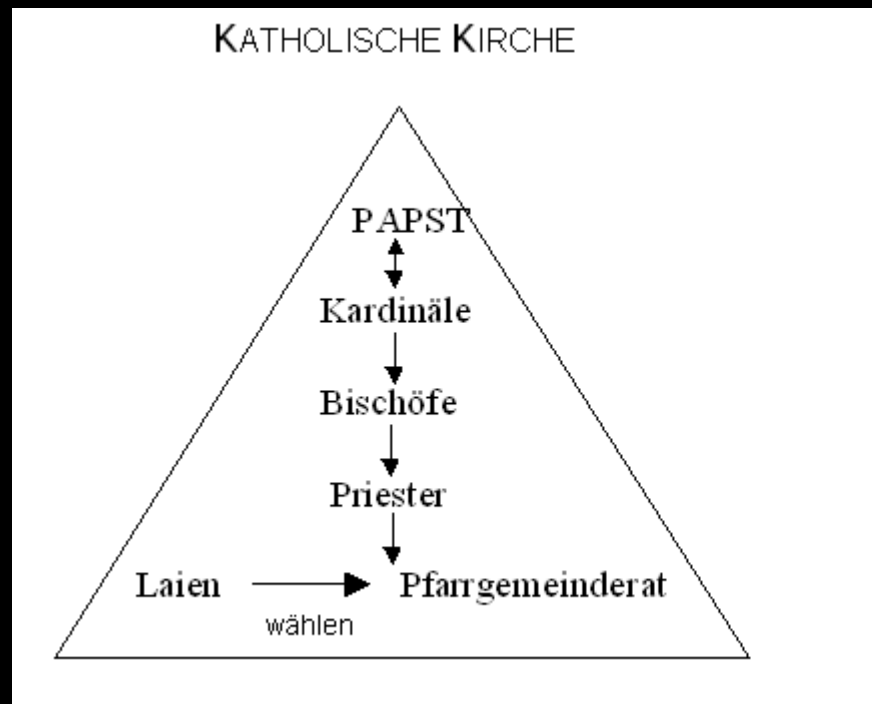 KATHOLISCHE KIRCHE
PAPST
Kardinäle
Bischöfe
Priester
Laien Pfarrgemeinderat
wählen